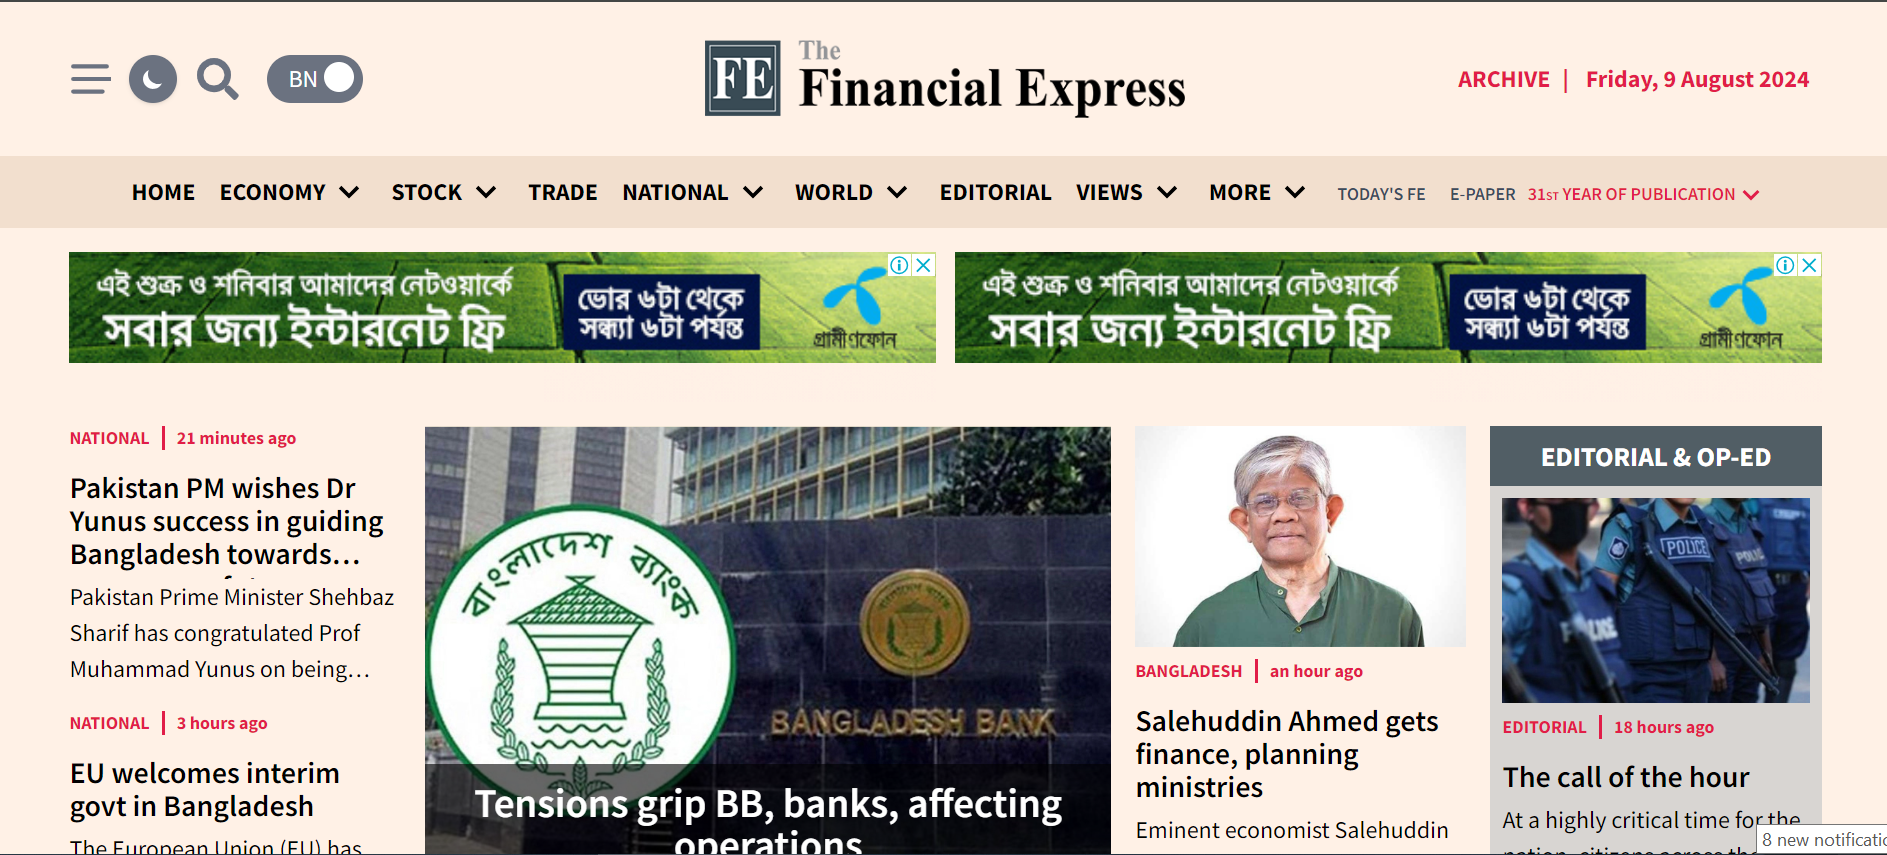 BN
FE
The
Financial Express
ARCHIVE | Friday, 9 August 2024
HOME ECONOMY STOCK TRADE NATIONAL WORLD EDITORIAL VIEWS MORE TODAY'S FE E-PAPER 31ST YEAR OF PUBLICATION
এই শুক্র ও শনিবার আমাদের নেটওয়ার্কে
সবার জন্য ইন্টারনেট ফ্রি
ভোর ৬টা থেকে
সন্ধ্যা ৬টা পর্যন্ত
গ্রামীণফোন
এই শুক্র ও শনিবার আমাদের নেটওয়ার্কে
সবার জন্য ইন্টারনেট ফ্রি
ভোর ৬টা থেকে
সন্ধ্যা ৬টা পর্যন্ত
গ্রামীণফোন
NATIONAL | 21 minutes ago
Pakistan PM wishes Dr
Yunus success in guiding
Bangladesh towards...
Pakistan Prime Minister Shehbaz
Sharif has congratulated Prof
Muhammad Yunus on being...
NATIONAL | 3 hours ago
EU welcomes interim
govt in Bangladesh
The European Union (EU) has
বাংলাদেশ ব্যাংক
BANGLADESH BANK
Tensions grip BB, banks, affecting
operations
BANGLADESH | an hour ago
Salehuddin Ahmed gets
finance, planning
ministries
Eminent economist Salehuddin
EDITORIAL & OP-ED
POLICE
POLICE
POLICE
EDITORIAL | 18 hours ago
The call of the hour
At a highly critical time for the
nation, citizens across the
8 new notificatio